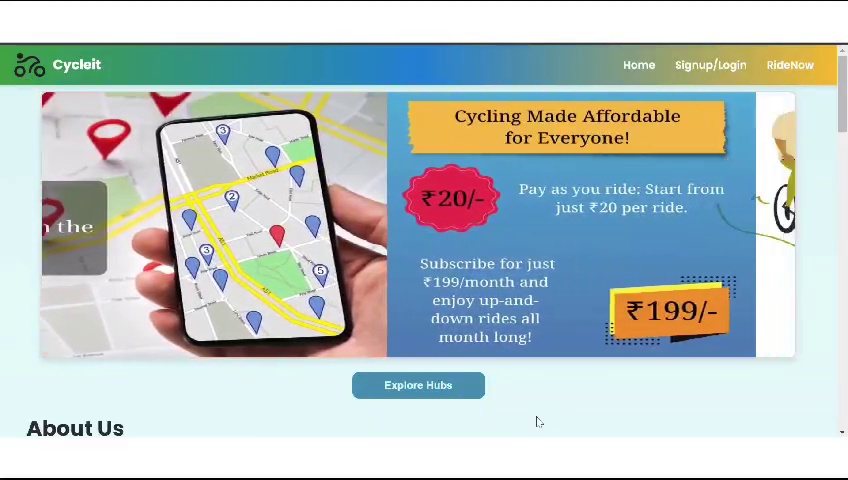 Cycleit
Home Signup/Login RideNow
the
3
2
3
5
Market Road
Cycling Made Affordable
for Everyone!
₹20/-
Pay as you ride: Start from
just ₹20 per ride.
Subscribe for just
₹199/month and
enjoy up-and-
down rides all
month long!
₹199/-
Explore Hubs
About Us